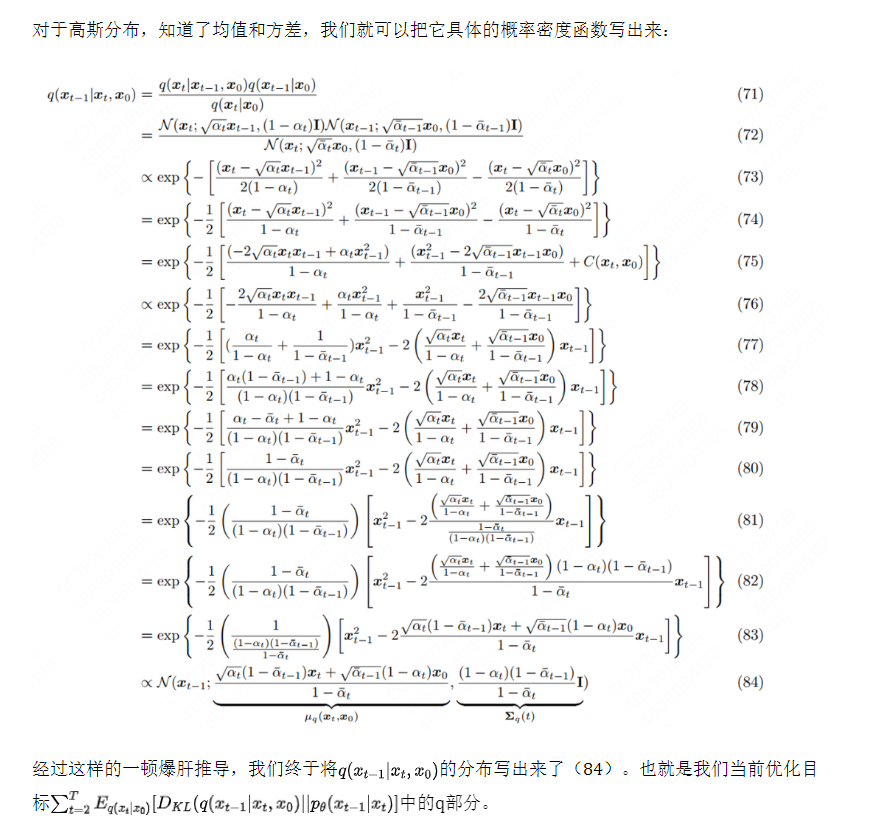 对于高斯分布，知道了均值和方差，我们就可以把它具体的概率密度函数写出来：
$q(\boldsymbol{x}_{t-1}|\boldsymbol{x}_t,\boldsymbol{x}_0) = \frac{q(\boldsymbol{x}_t|\boldsymbol{x}_{t-1},\boldsymbol{x}_0)q(\boldsymbol{x}_{t-1}|\boldsymbol{x}_0)}{q(\boldsymbol{x}_t|\boldsymbol{x}_0)}$ (71)
$= \frac{\mathcal{N}(\boldsymbol{x}_t;\sqrt{\alpha_t}\boldsymbol{x}_{t-1},(1-\alpha_t)\mathbf{I})\mathcal{N}(\boldsymbol{x}_{t-1};\sqrt{\bar{\alpha}_{t-1}}\boldsymbol{x}_0,(1-\bar{\alpha}_{t-1})\mathbf{I})}{\mathcal{N}(\boldsymbol{x}_t;\sqrt{\bar{\alpha}_t}\boldsymbol{x}_0,(1-\bar{\alpha}_t)\mathbf{I})}$ (72)
$\propto \exp\left\{-\left[\frac{(\boldsymbol{x}_t-\sqrt{\alpha_t}\boldsymbol{x}_{t-1})^2}{2(1-\alpha_t)}+\frac{(\boldsymbol{x}_{t-1}-\sqrt{\bar{\alpha}_{t-1}}\boldsymbol{x}_0)^2}{2(1-\bar{\alpha}_{t-1})}-\frac{(\boldsymbol{x}_t-\sqrt{\bar{\alpha}_t}\boldsymbol{x}_0)^2}{2(1-\bar{\alpha}_t)}\right]\right\}$ (73)
$= \exp\left\{-\frac{1}{2}\left[\frac{(\boldsymbol{x}_t-\sqrt{\alpha_t}\boldsymbol{x}_{t-1})^2}{1-\alpha_t}+\frac{(\boldsymbol{x}_{t-1}-\sqrt{\bar{\alpha}_{t-1}}\boldsymbol{x}_0)^2}{1-\bar{\alpha}_{t-1}}-\frac{(\boldsymbol{x}_t-\sqrt{\bar{\alpha}_t}\boldsymbol{x}_0)^2}{1-\bar{\alpha}_t}\right]\right\}$ (74)
$= \exp\left\{-\frac{1}{2}\left[\frac{(-2\sqrt{\alpha_t}\boldsymbol{x}_t\boldsymbol{x}_{t-1}+\alpha_t\boldsymbol{x}_{t-1}^2)}{1-\alpha_t}+\frac{(\boldsymbol{x}_{t-1}^2-2\sqrt{\bar{\alpha}_{t-1}}\boldsymbol{x}_{t-1}\boldsymbol{x}_0)}{1-\bar{\alpha}_{t-1}}+C(\boldsymbol{x}_t,\boldsymbol{x}_0)\right]\right\}$ (75)
$\propto \exp\left\{-\frac{1}{2}\left[-\frac{2\sqrt{\alpha_t}\boldsymbol{x}_t\boldsymbol{x}_{t-1}}{1-\alpha_t}+\frac{\alpha_t\boldsymbol{x}_{t-1}^2}{1-\alpha_t}+\frac{\boldsymbol{x}_{t-1}^2}{1-\bar{\alpha}_{t-1}}-\frac{2\sqrt{\bar{\alpha}_{t-1}}\boldsymbol{x}_{t-1}\boldsymbol{x}_0}{1-\bar{\alpha}_{t-1}}\right]\right\}$ (76)
$= \exp\left\{-\frac{1}{2}\left[(\frac{\alpha_t}{1-\alpha_t}+\frac{1}{1-\bar{\alpha}_{t-1}})\boldsymbol{x}_{t-1}^2-2\left(\frac{\sqrt{\alpha_t}\boldsymbol{x}_t}{1-\alpha_t}+\frac{\sqrt{\bar{\alpha}_{t-1}}\boldsymbol{x}_0}{1-\bar{\alpha}_{t-1}}\right)\boldsymbol{x}_{t-1}\right]\right\}$ (77)
$= \exp\left\{-\frac{1}{2}\left[\frac{\alpha_t(1-\bar{\alpha}_{t-1})+1-\alpha_t}{(1-\alpha_t)(1-\bar{\alpha}_{t-1})}\boldsymbol{x}_{t-1}^2-2\left(\frac{\sqrt{\alpha_t}\boldsymbol{x}_t}{1-\alpha_t}+\frac{\sqrt{\bar{\alpha}_{t-1}}\boldsymbol{x}_0}{1-\bar{\alpha}_{t-1}}\right)\boldsymbol{x}_{t-1}\right]\right\}$ (78)
$= \exp\left\{-\frac{1}{2}\left[\frac{\alpha_t-\bar{\alpha}_t+1-\alpha_t}{(1-\alpha_t)(1-\bar{\alpha}_{t-1})}\boldsymbol{x}_{t-1}^2-2\left(\frac{\sqrt{\alpha_t}\boldsymbol{x}_t}{1-\alpha_t}+\frac{\sqrt{\bar{\alpha}_{t-1}}\boldsymbol{x}_0}{1-\bar{\alpha}_{t-1}}\right)\boldsymbol{x}_{t-1}\right]\right\}$ (79)
$= \exp\left\{-\frac{1}{2}\left[\frac{1-\bar{\alpha}_t}{(1-\alpha_t)(1-\bar{\alpha}_{t-1})}\boldsymbol{x}_{t-1}^2-2\left(\frac{\sqrt{\alpha_t}\boldsymbol{x}_t}{1-\alpha_t}+\frac{\sqrt{\bar{\alpha}_{t-1}}\boldsymbol{x}_0}{1-\bar{\alpha}_{t-1}}\right)\boldsymbol{x}_{t-1}\right]\right\}$ (80)
$= \exp\left\{-\frac{1}{2}\left(\frac{1-\bar{\alpha}_t}{(1-\alpha_t)(1-\bar{\alpha}_{t-1})}\right)\left[\boldsymbol{x}_{t-1}^2-2\frac{\left(\frac{\sqrt{\alpha_t}\boldsymbol{x}_t}{1-\alpha_t}+\frac{\sqrt{\bar{\alpha}_{t-1}}\boldsymbol{x}_0}{1-\bar{\alpha}_{t-1}}\right)}{\frac{1-\bar{\alpha}_t}{(1-\alpha_t)(1-\bar{\alpha}_{t-1})}}\boldsymbol{x}_{t-1}\right]\right\}$ (81)
$= \exp\left\{-\frac{1}{2}\left(\frac{1-\bar{\alpha}_t}{(1-\alpha_t)(1-\bar{\alpha}_{t-1})}\right)\left[\boldsymbol{x}_{t-1}^2-2\frac{\left(\frac{\sqrt{\alpha_t}\boldsymbol{x}_t}{1-\alpha_t}+\frac{\sqrt{\bar{\alpha}_{t-1}}\boldsymbol{x}_0}{1-\bar{\alpha}_{t-1}}\right)(1-\alpha_t)(1-\bar{\alpha}_{t-1})}{1-\bar{\alpha}_t}\boldsymbol{x}_{t-1}\right]\right\}$ (82)
$= \exp\left\{-\frac{1}{2}\left(\frac{1}{\frac{(1-\alpha_t)(1-\bar{\alpha}_{t-1})}{1-\bar{\alpha}_t}}\right)\left[\boldsymbol{x}_{t-1}^2-2\frac{\sqrt{\alpha_t}(1-\bar{\alpha}_{t-1})\boldsymbol{x}_t+\sqrt{\bar{\alpha}_{t-1}}(1-\alpha_t)\boldsymbol{x}_0}{1-\bar{\alpha}_t}\boldsymbol{x}_{t-1}\right]\right\}$ (83)
$\propto \mathcal{N}(\boldsymbol{x}_{t-1};\underbrace{\frac{\sqrt{\alpha_t}(1-\bar{\alpha}_{t-1})\boldsymbol{x}_t+\sqrt{\bar{\alpha}_{t-1}}(1-\alpha_t)\boldsymbol{x}_0}{1-\bar{\alpha}_t}}_{\mu_q(\boldsymbol{x}_t,\boldsymbol{x}_0)},\underbrace{\frac{(1-\alpha_t)(1-\bar{\alpha}_{t-1})}{1-\bar{\alpha}_t}\mathbf{I}}_{\boldsymbol{\Sigma}_q(t)})$ (84)
经过这样的一顿爆肝推导，我们终于将$q(x_{t-1}|x_t,x_0)$的分布写出来了（84）。也就是我们当前优化目
标$\sum_{t=2}^{T}E_{q(x_t|x_0)}[D_{KL}(q(x_{t-1}|x_t,x_0)||p_\theta(x_{t-1}|x_t)]$中的q部分。